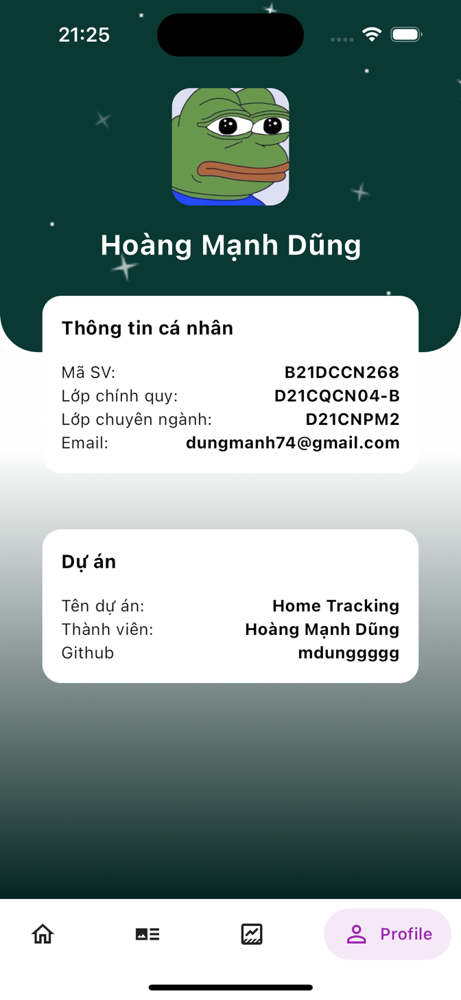 21:25
Hoàng Mạnh Dũng
Thông tin cá nhân
Mã SV: B21DCCN268
Lớp chính quy: D21CQCN04-B
Lớp chuyên ngành: D21CNPM2
Email: dungmanh74@gmail.com
Dự án
Tên dự án: Home Tracking
Thành viên: Hoàng Mạnh Dũng
Github mdunggggg
Profile